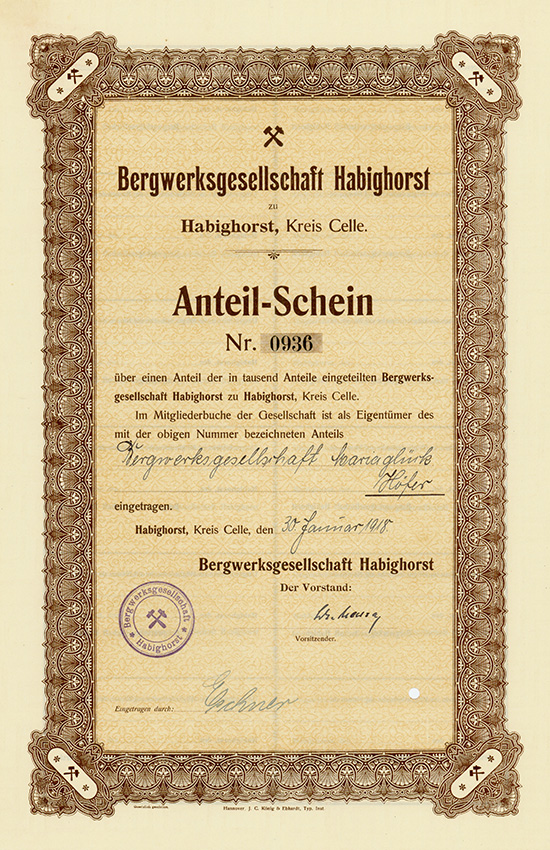 Bergwerksgesellschaft Habighorst
zu
Habighorst, Kreis Celle.
Anteil-Schein
Nr. 0936
über einen Anteil der in tausend Anteile eingeteilten Bergwerks-
gesellschaft Habighorst zu Habighorst, Kreis Celle.
Im Mitgliederbuche der Gesellschaft ist als Eigentümer des
mit der obigen Nummer bezeichneten Anteils
Bergwerksgesellschaft Mariaglück
Höfer
eingetragen.
Habighorst, Kreis Celle, den 30 Januar 1918.
Bergwerksgesellschaft Habighorst
Der Vorstand:
Vorsitzender.
Bergwerksgesellschaft
* Habighorst *
Eingetragen durch: Eschner
Gesetzlich geschützt.
Hannover. J. C. König & Ebhardt, Typ. Inst.